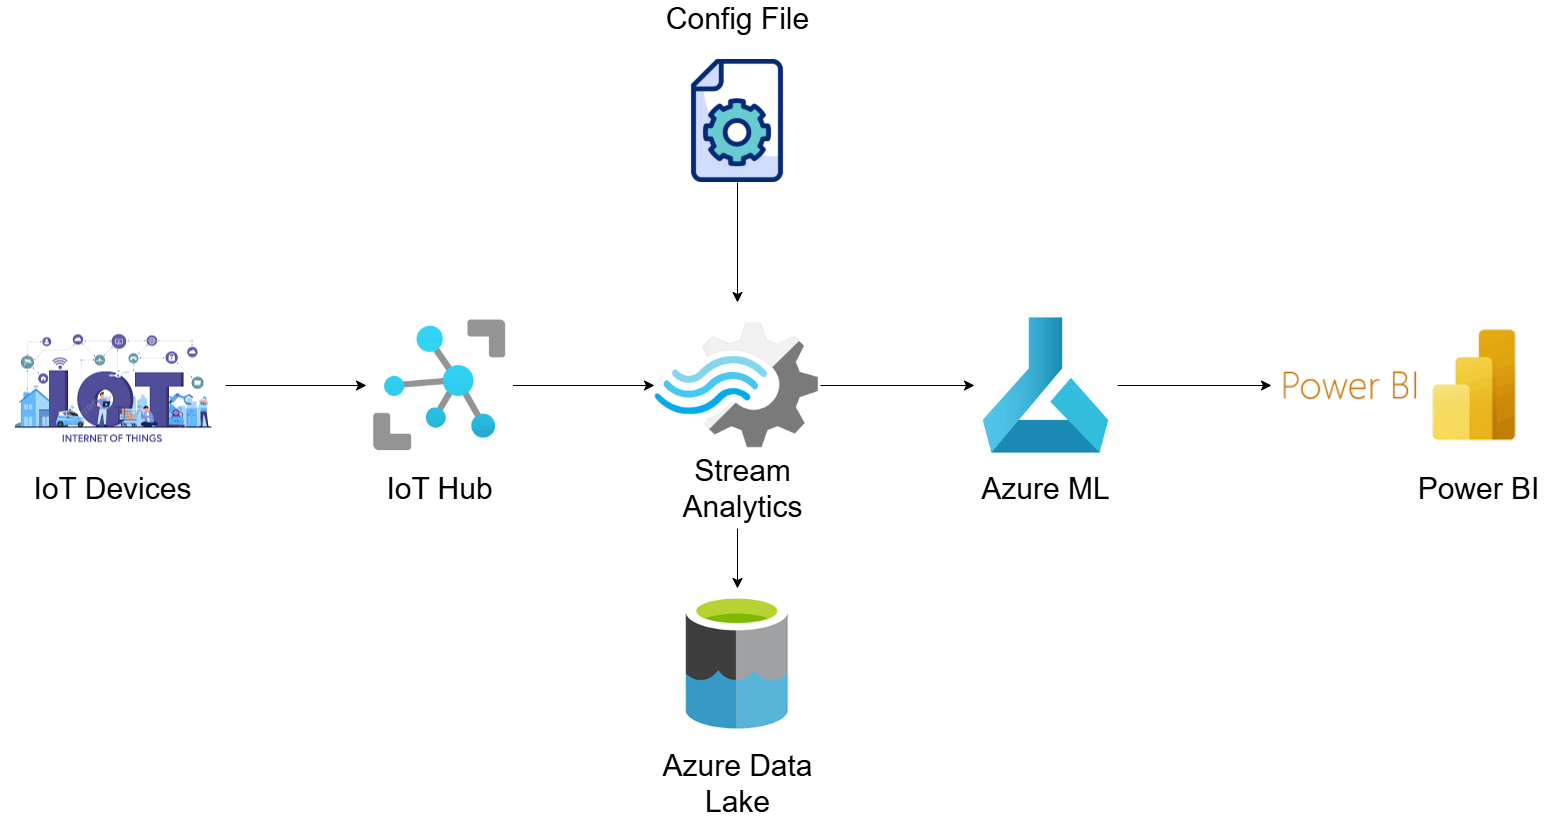 Config File
IoT
INTERNET OF THINGS
IoT Devices
IoT Hub
Stream
Analytics
Azure ML
Power BI
Power BI
Azure Data
Lake